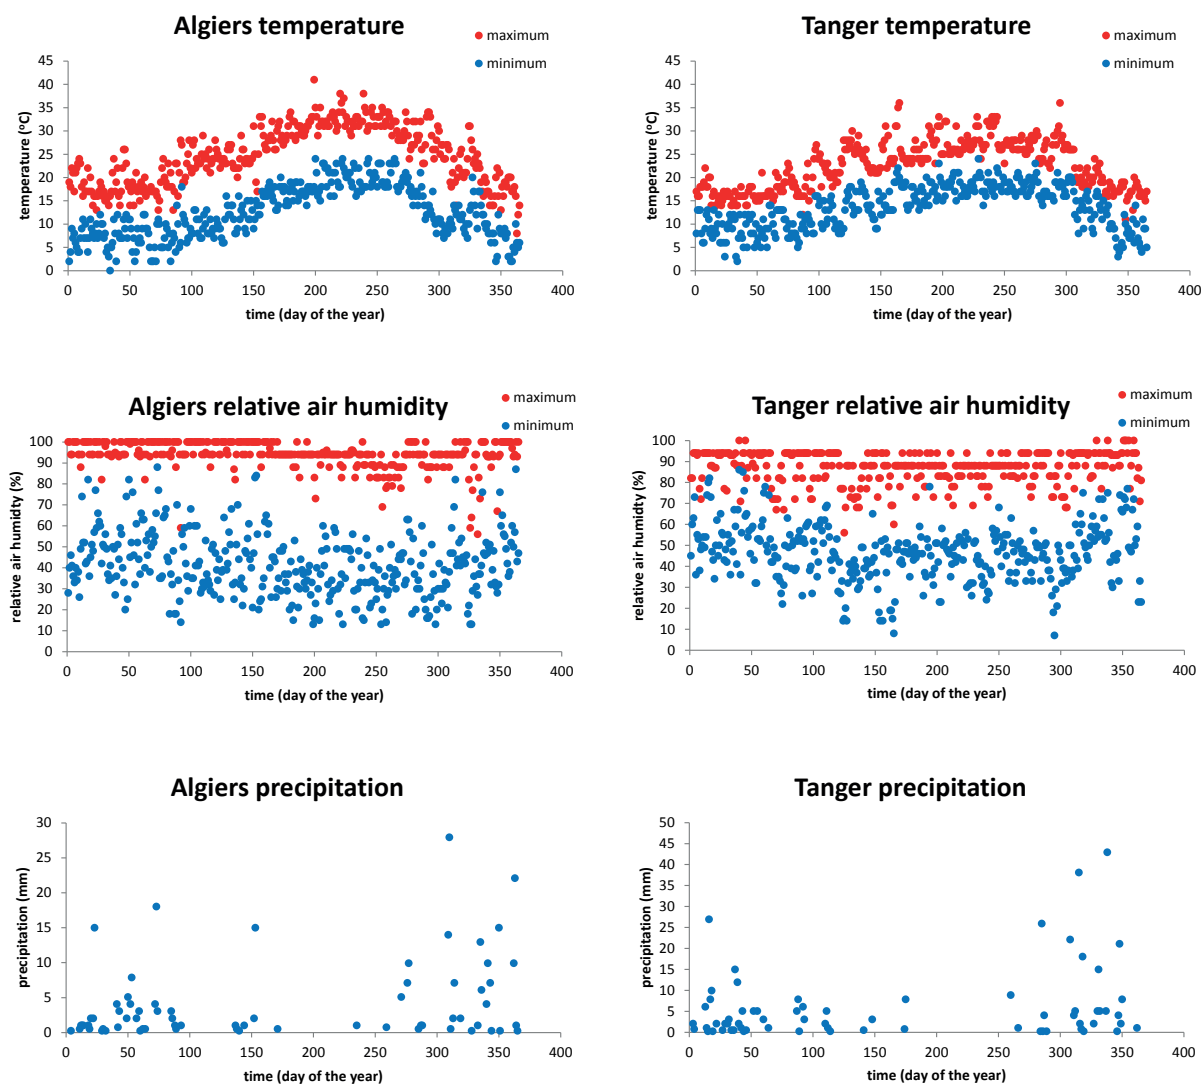 Algiers temperature
maximum
minimum
temperature (°C)
45
40
35
30
25
20
15
10
5
0
0 50 100 150 200 250 300 350 400
time (day of the year)
Tanger temperature
maximum
minimum
temperature (°C)
45
40
35
30
25
20
15
10
5
0
0 50 100 150 200 250 300 350 400
time (day of the year)
Algiers relative air humidity
maximum
minimum
relative air humidity (%)
100
90
80
70
60
50
40
30
20
10
0
0 50 100 150 200 250 300 350 400
time (day of the year)
Tanger relative air humidity
maximum
minimum
relative air humidity (%)
100
90
80
70
60
50
40
30
20
10
0
0 50 100 150 200 250 300 350 400
time (day of the year)
Algiers precipitation
precipitation (mm)
30
25
20
15
10
5
0
0 50 100 150 200 250 300 350 400
time (day of the year)
Tanger precipitation
precipitation (mm)
50
45
40
35
30
25
20
15
10
5
0
0 50 100 150 200 250 300 350 400
time (day of the year)